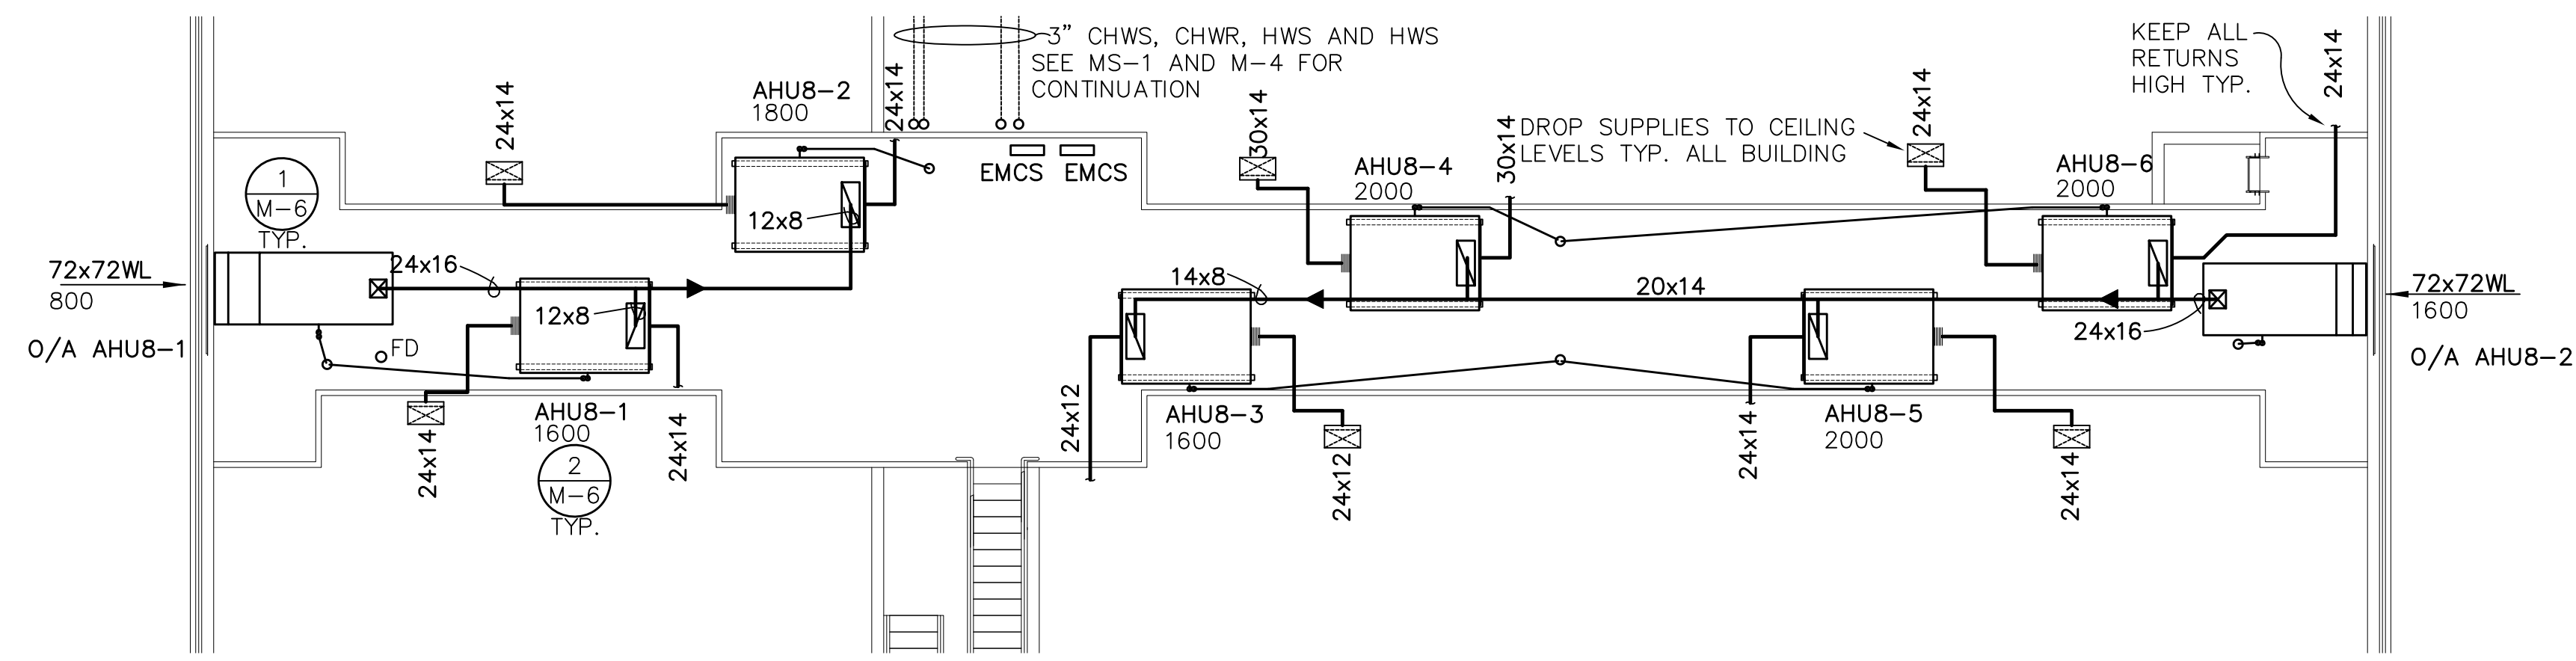 3" CHWS, CHWR, HWS AND HWS
SEE MS-1 AND M-4 FOR
CONTINUATION
KEEP ALL
RETURNS
HIGH TYP.
24x14
24x14
AHU8-2
1800
24x14
30x14
30x14
DROP SUPPLIES TO CEILING
LEVELS TYP. ALL BUILDING
24x14
EMCS
EMCS
AHU8-4
2000
AHU8-6
2000
1
M-6
TYP.
12x8
72x72WL
800
O/A AHU8-1
24x16
12x8
FD
14x8
20x14
24x16
72x72WL
1600
O/A AHU8-2
AHU8-1
1600
24x14
24x14
2
M-6
TYP.
24x12
AHU8-3
1600
24x12
24x14
AHU8-5
2000
24x14